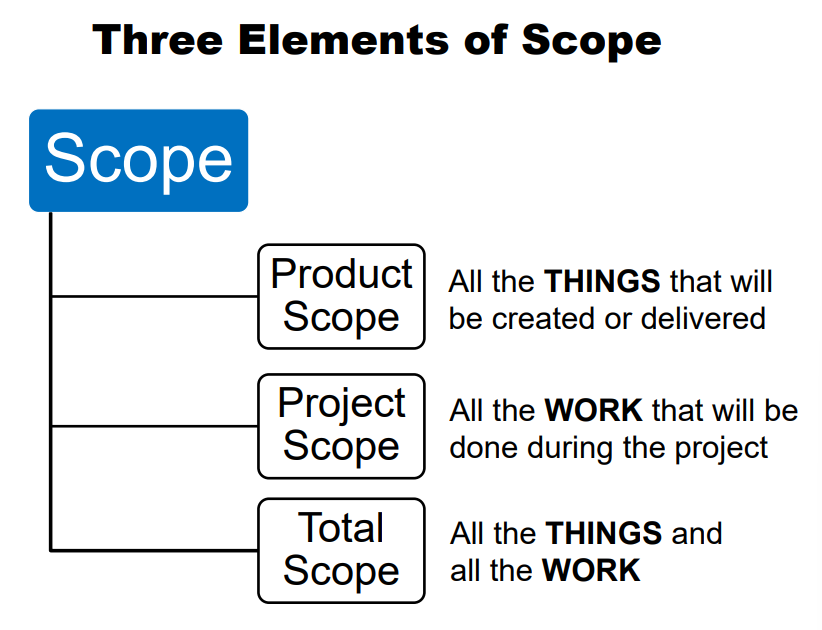 Three Elements of Scope
Scope
Product
Scope
All the THINGS that will
be created or delivered
Project
Scope
All the WORK that will be
done during the project
Total
Scope
All the THINGS and
all the WORK